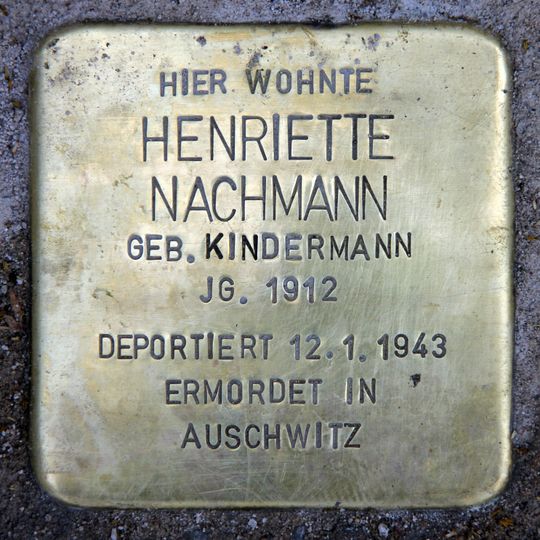 HIER WOHNTE
HENRIETTE
NACHMANN
GEB. KINDERMANN
JG. 1912
DEPORTIERT 12.1.1943
ERMORDET IN
AUSCHWITZ